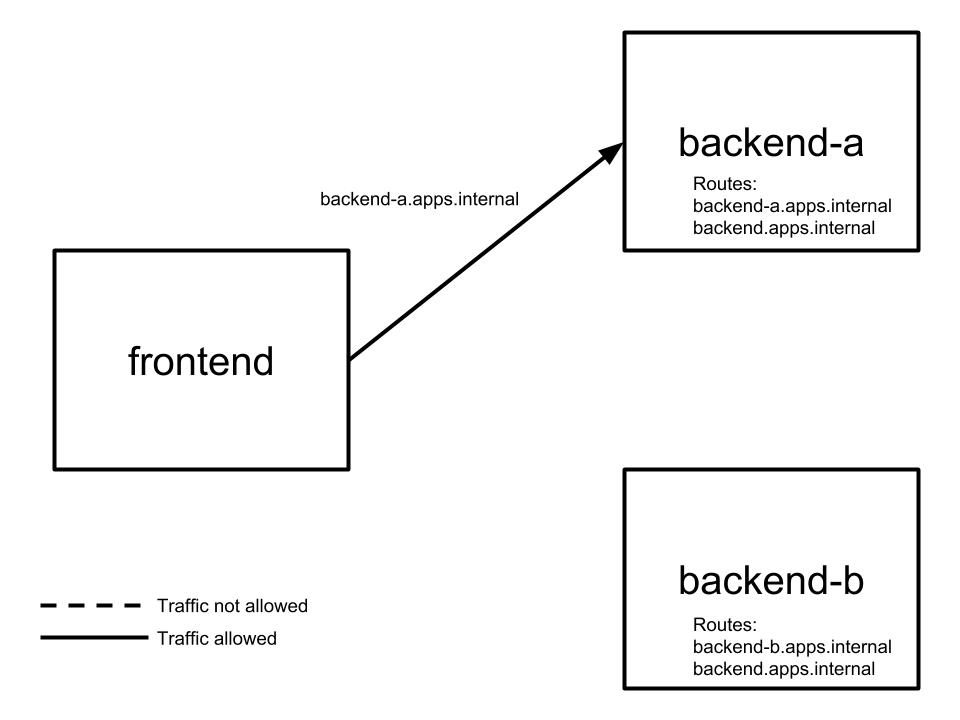 backend-a
Routes:
backend-a.apps.internal
backend.apps.internal
backend-a.apps.internal
frontend
backend-b
Routes:
backend-b.apps.internal
backend.apps.internal
Traffic not allowed
Traffic allowed